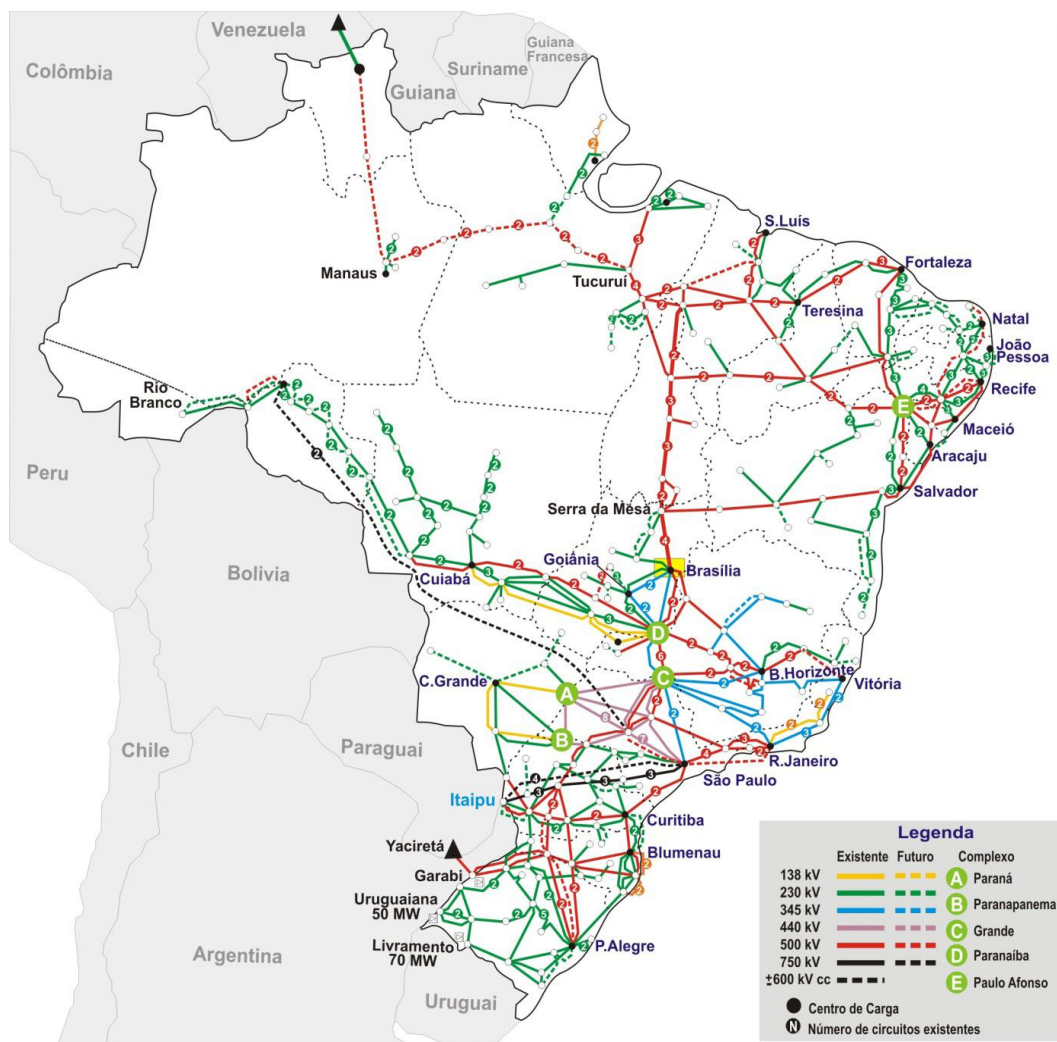 Venezuela
Guiana
Francesa
Suriname
Colômbia
Guiana
S.Luís
Manaus
Tucuruí
Fortaleza
Teresina
Natal
João
Pessoa
Rio
Branco
Recife
E
Maceió
Aracaju
Peru
Salvador
Serra da Mesa
Goiânia
Brasília
Bolivia
Cuiabá
D
C
B.Horizonte
C.Grande
A
Vitória
B
Chile
Paraguai
R.Janeiro
São Paulo
Itaipu
Curitiba
Yaciretá
Blumenau
Garabi
Uruguaiana
50 MW
Livramento
70 MW
P.Alegre
Argentina
Uruguai
Legenda
Existente Futuro Complexo
138 kV A Paraná
230 kV B Paranapanema
345 kV
440 kV C Grande
500 kV D Paranaíba
750 kV
±600 kV cc E Paulo Afonso
Centro de Carga
N Número de circuitos existentes